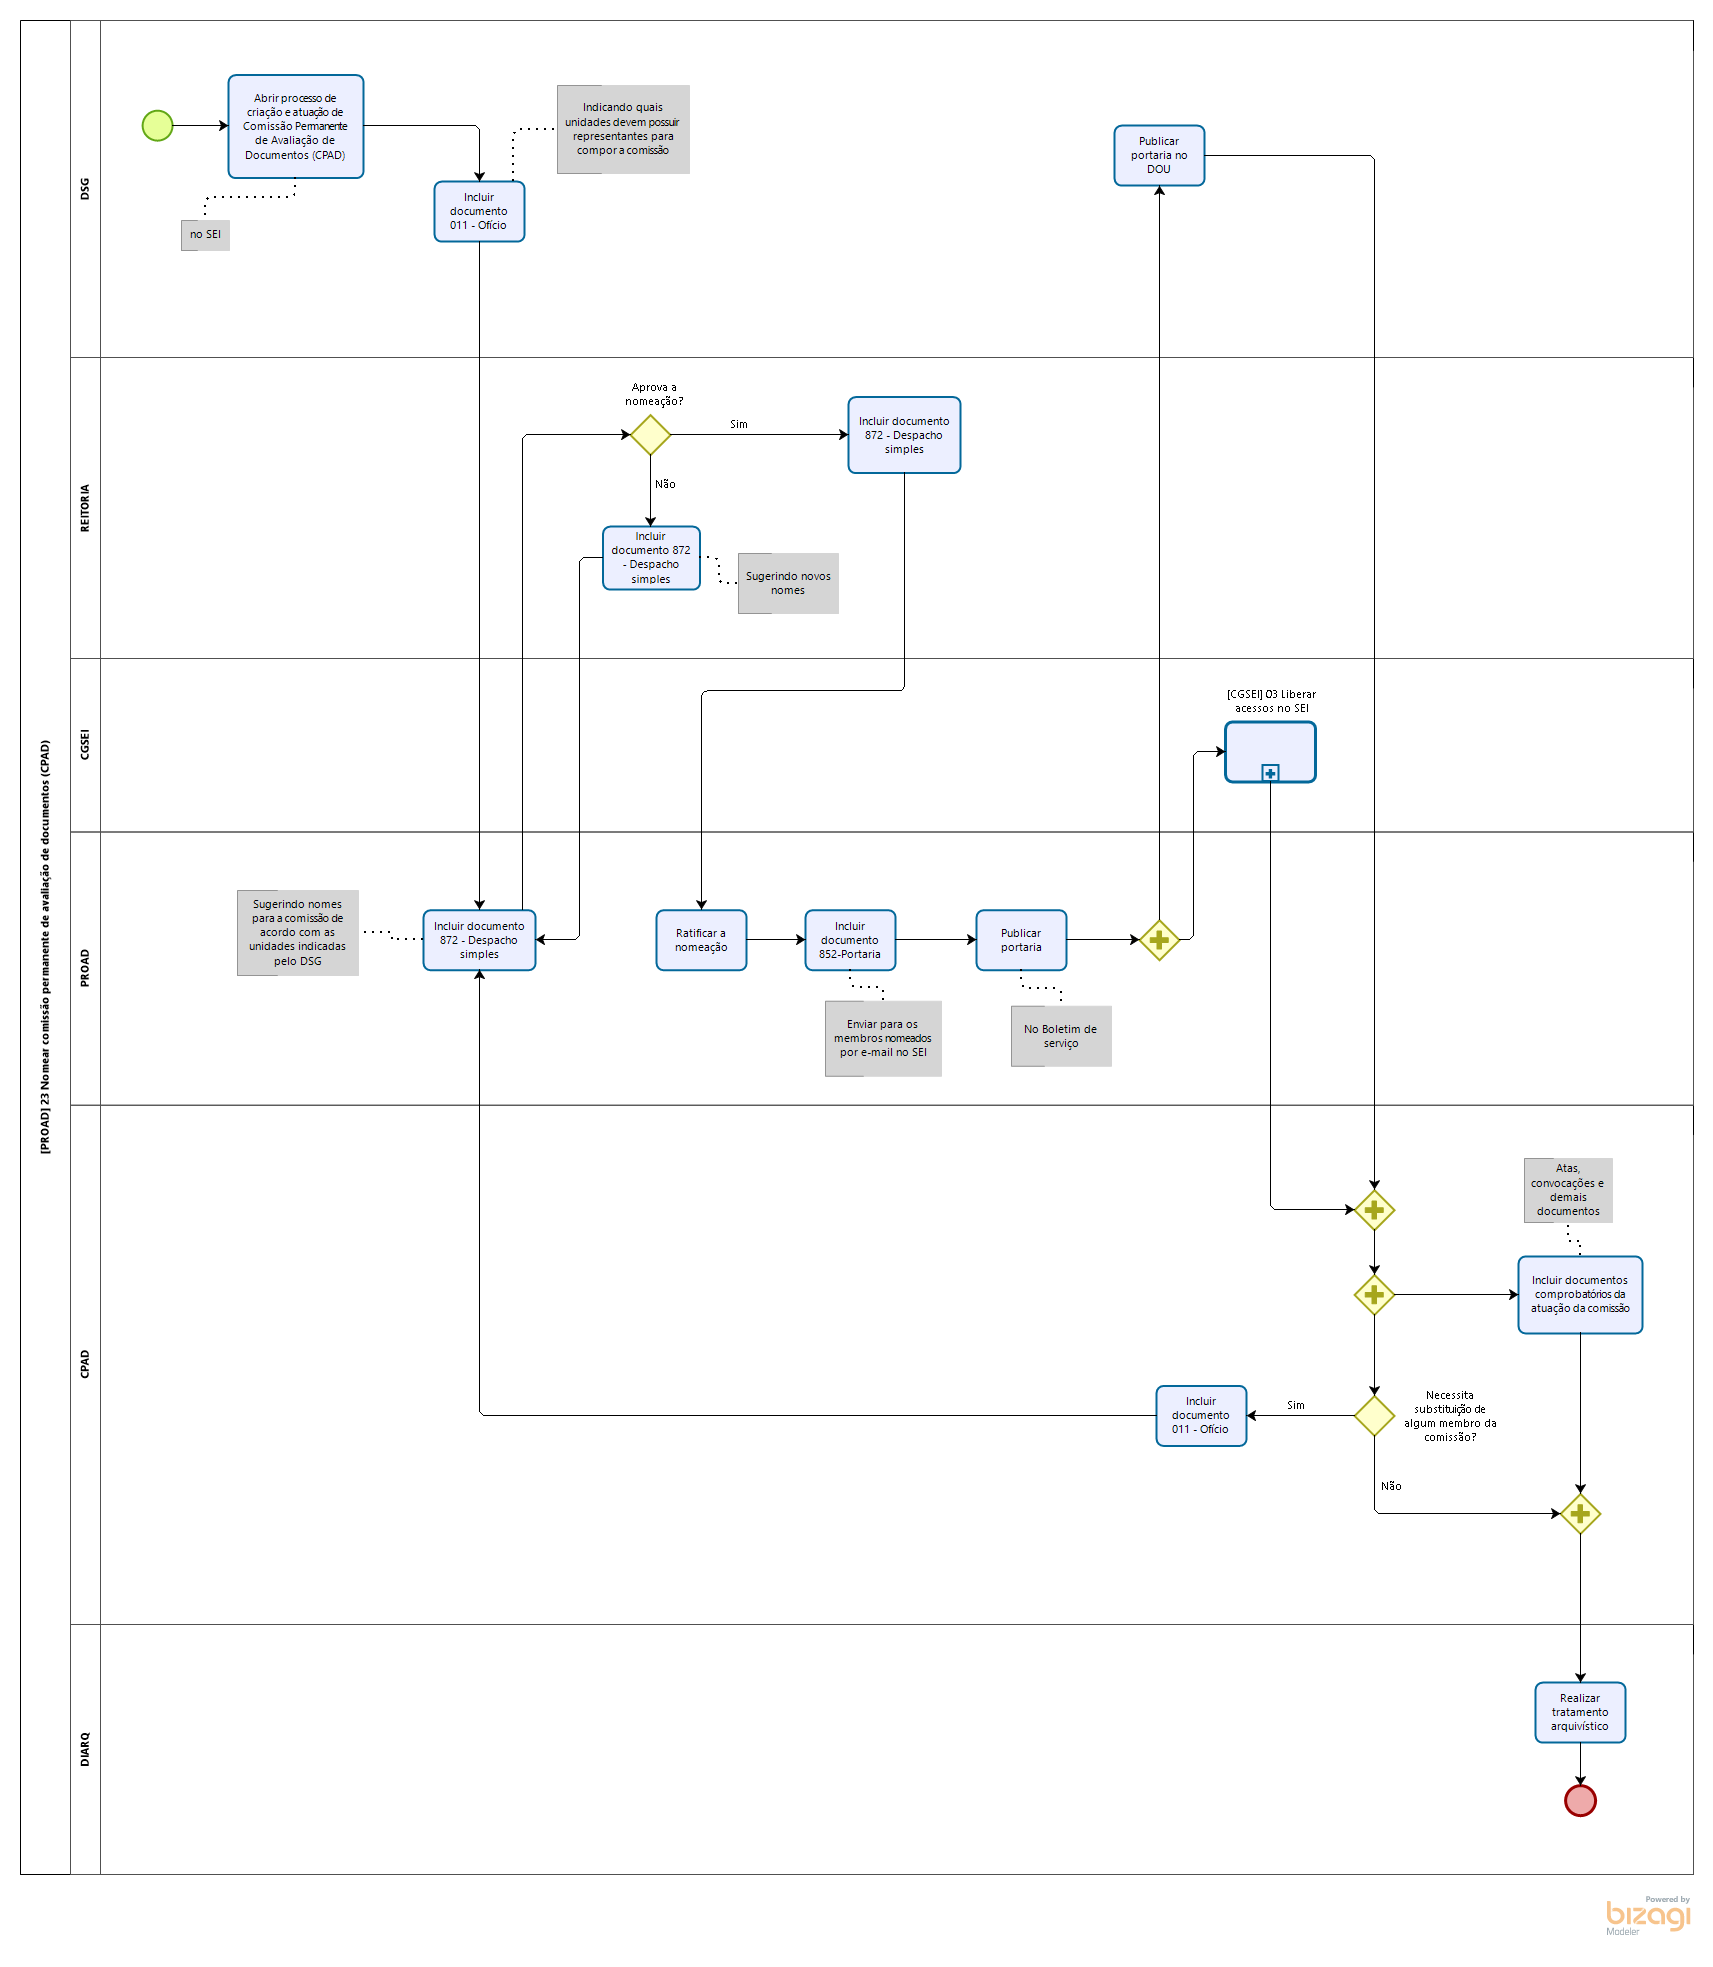 [PROAD] 23 Nomear comissão permanente de avaliação de documentos (CPAD)
DSG
Abrir processo de
criação e atuação de
Comissão Permanente
de Avaliação de
Documentos (CPAD)
no SEI
Incluir
documento
011 - Ofício
Indicando quais
unidades devem possuir
representantes para
compor a comissão
Publicar
portaria no
DOU
REITORIA
Aprova a
nomeação?
Sim
Não
Incluir documento
872 - Despacho
simples
Incluir
documento 872
- Despacho
simples
Sugerindo novos
nomes
CGSEI
[CGSEI] 03 Liberar
acessos no SEI
PROAD
Sugerindo nomes
para a comissão de
acordo com as
unidades indicadas
pelo DSG
Incluir documento
872 - Despacho
simples
Ratificar a
nomeação
Incluir
documento
852-Portaria
Enviar para os
membros nomeados
por e-mail no SEI
Publicar
portaria
No Boletim de
serviço
CPAD
Atas,
convocações e
demais
documentos
Incluir documentos
comprobatórios da
atuação da comissão
Incluir
documento
011 - Ofício
Sim
Necessita
substituição de
algum membro da
comissão?
Não
DIARQ
Realizar
tratamento
arquivístico
Powered by
bizagi
Modeler